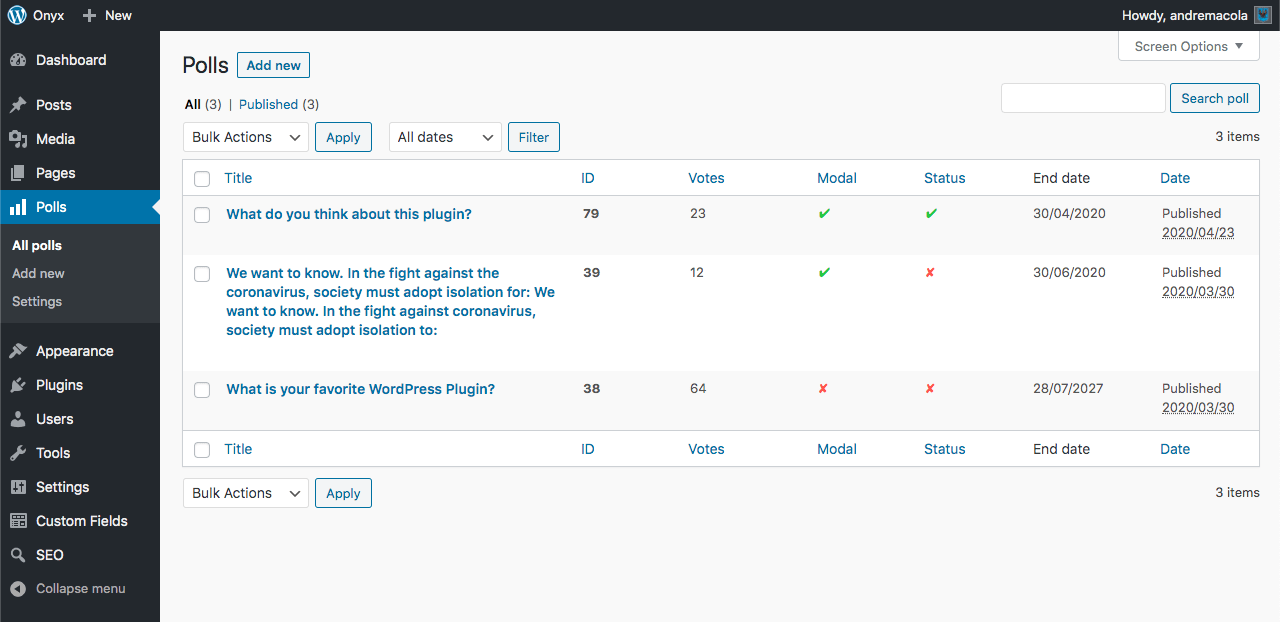 Onyx New Howdy, andremacola
Screen Options
Dashboard
Posts
Media
Pages
Polls
All polls
Add new
Settings
Appearance
Plugins
Users
Tools
Settings
Custom Fields
SEO
Collapse menu
Polls Add new
All (3) | Published (3)
Search poll
Bulk Actions Apply All dates Filter 3 items
Title ID Votes Modal Status End date Date
What do you think about this plugin? 79 23 ✔ ✔ 30/04/2020 Published
2020/04/23
We want to know. In the fight against the 39 12 ✔ ✘ 30/06/2020 Published
coronavirus, society must adopt isolation for: We 2020/03/30
want to know. In the fight against coronavirus,
society must adopt isolation to:
What is your favorite WordPress Plugin? 38 64 ✘ ✘ 28/07/2027 Published
2020/03/30
Title ID Votes Modal Status End date Date
Bulk Actions Apply 3 items